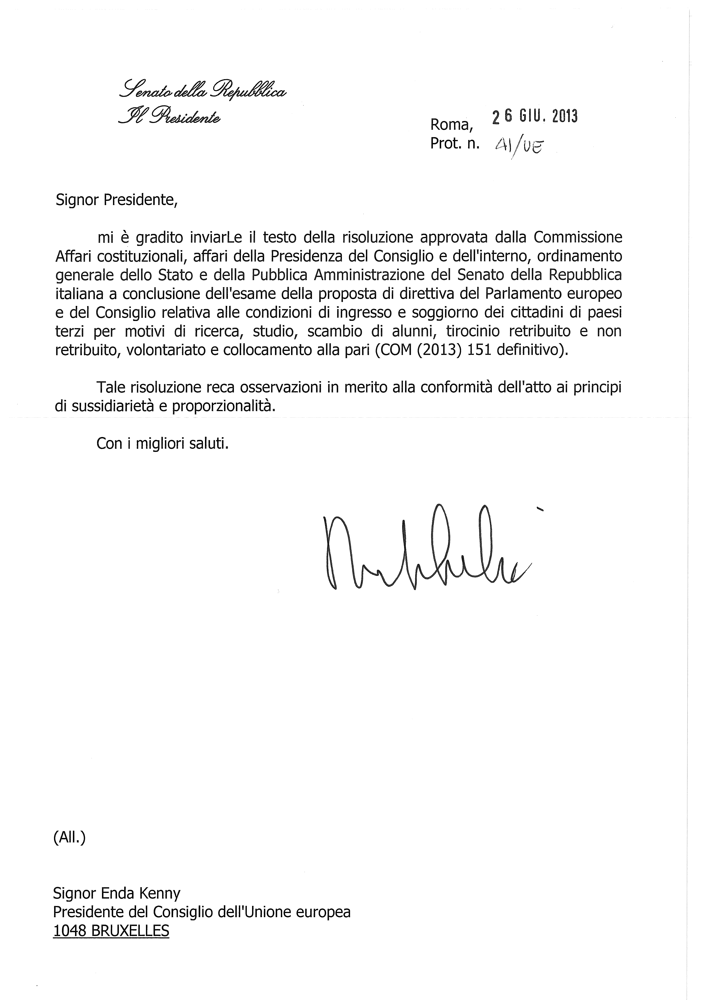 Senato della Repubblica
Il Presidente
Roma, 26 GIU. 2013
Prot. n. 41/UE
Signor Presidente,
mi è gradito inviarLe il testo della risoluzione approvata dalla Commissione
Affari costituzionali, affari della Presidenza del Consiglio e dell'interno, ordinamento
generale dello Stato e della Pubblica Amministrazione del Senato della Repubblica
italiana a conclusione dell'esame della proposta di direttiva del Parlamento europeo
e del Consiglio relativa alle condizioni di ingresso e soggiorno dei cittadini di paesi
terzi per motivi di ricerca, studio, scambio di alunni, tirocinio retribuito e non
retribuito, volontariato e collocamento alla pari (COM (2013) 151 definitivo).
Tale risoluzione reca osservazioni in merito alla conformità dell'atto ai principi
di sussidiarietà e proporzionalità.
Con i migliori saluti.
(All.)
Signor Enda Kenny
Presidente del Consiglio dell'Unione europea
1048 BRUXELLES